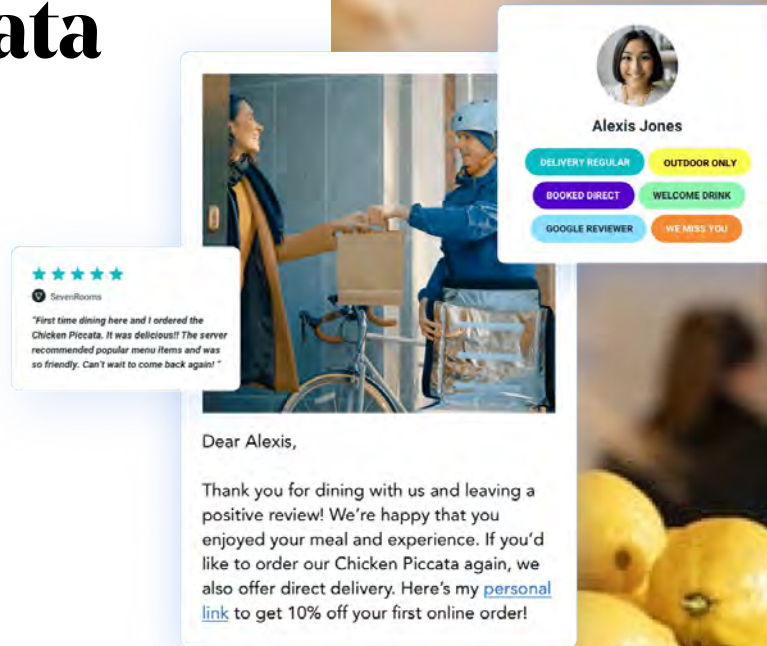 ata
Alexis Jones
DELIVERY REGULAR
OUTDOOR ONLY
BOOKED DIRECT
WELCOME DRINK
GOOGLE REVIEWER
WE MISS YOU
SevenRooms
"First time dining here and I ordered the
Chicken Piccata. It was delicious!! The server
recommended popular menu items and was
so friendly. Can't wait to come back again! "
Dear Alexis,
Thank you for dining with us and leaving a
positive review! We're happy that you
enjoyed your meal and experience. If you'd
like to order our Chicken Piccata again, we
also offer direct delivery. Here's my personal
link to get 10% off your first online order!